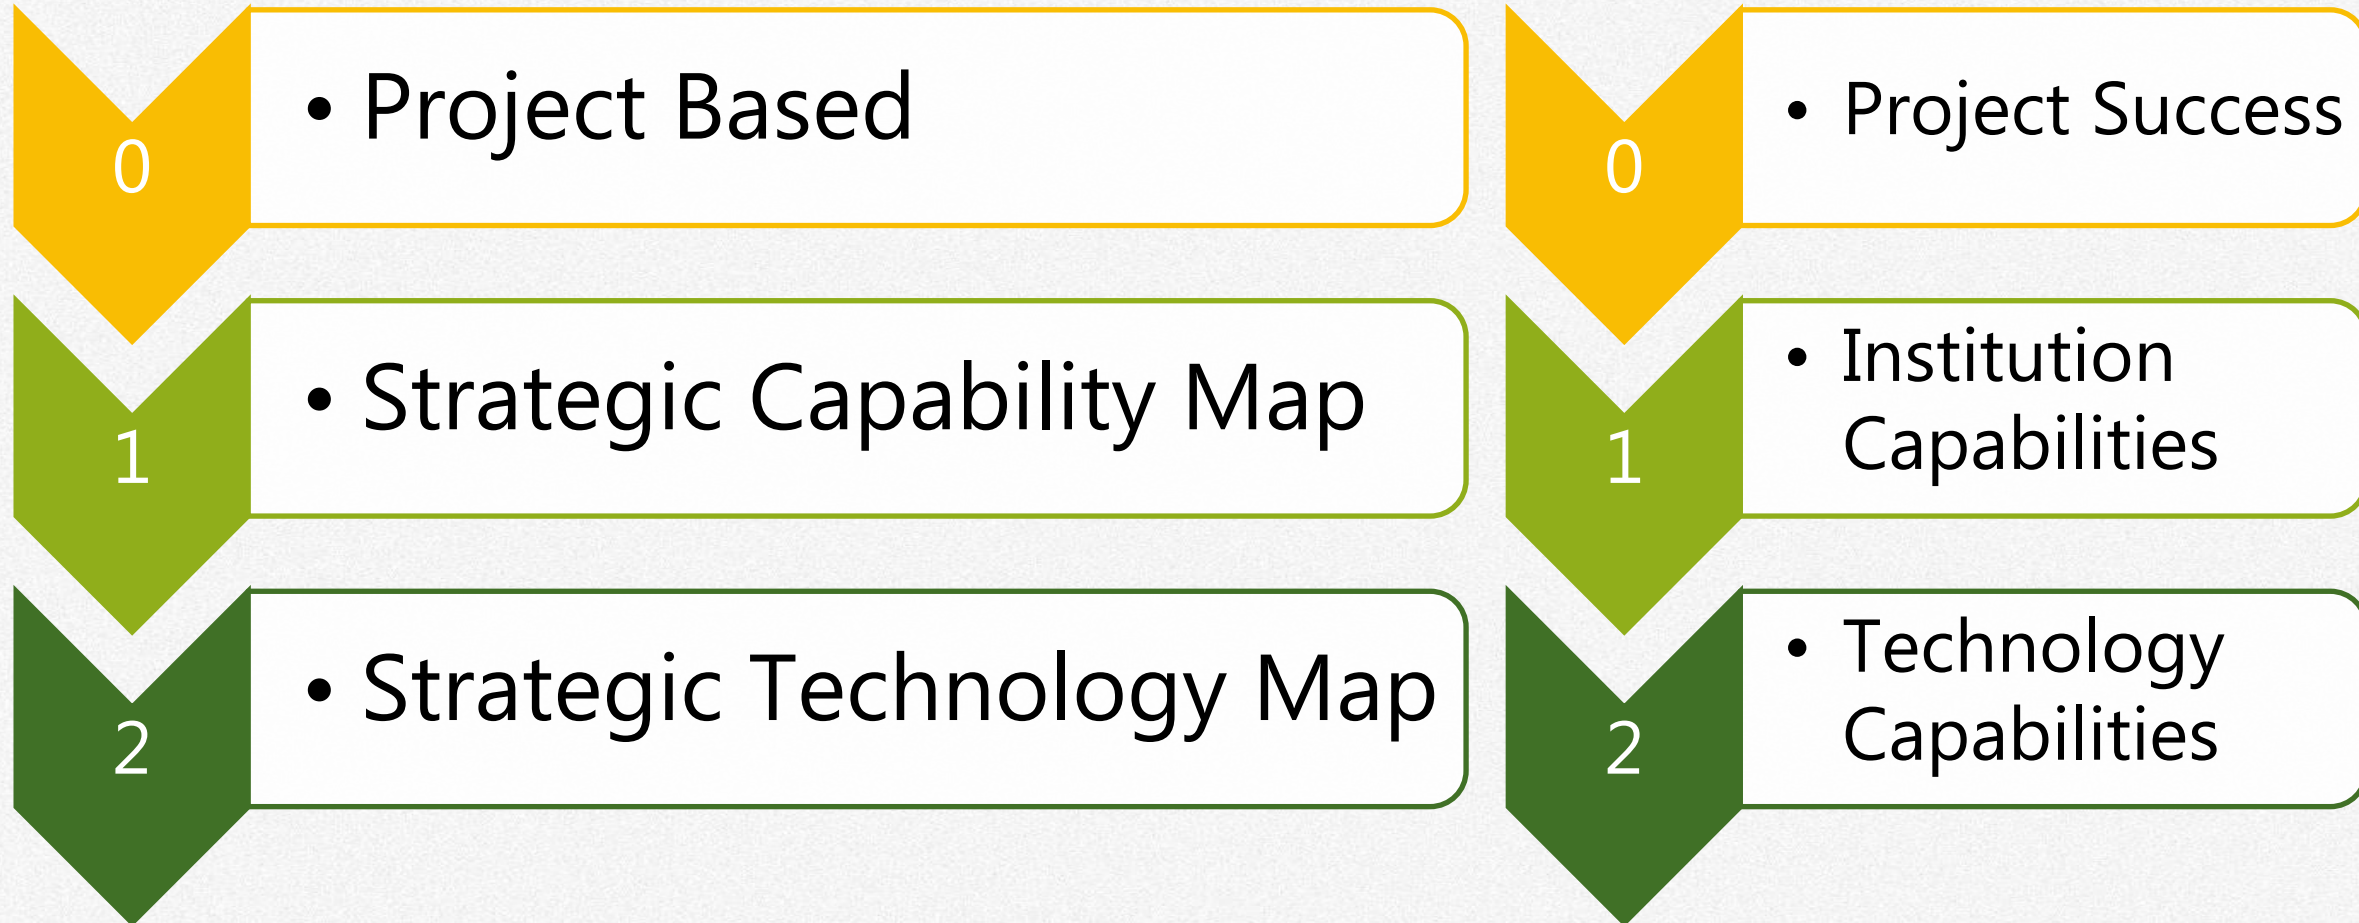 0
• Project Based
1
• Strategic Capability Map
2
• Strategic Technology Map
0
• Project Success
1
• Institution
Capabilities
2
• Technology
Capabilities